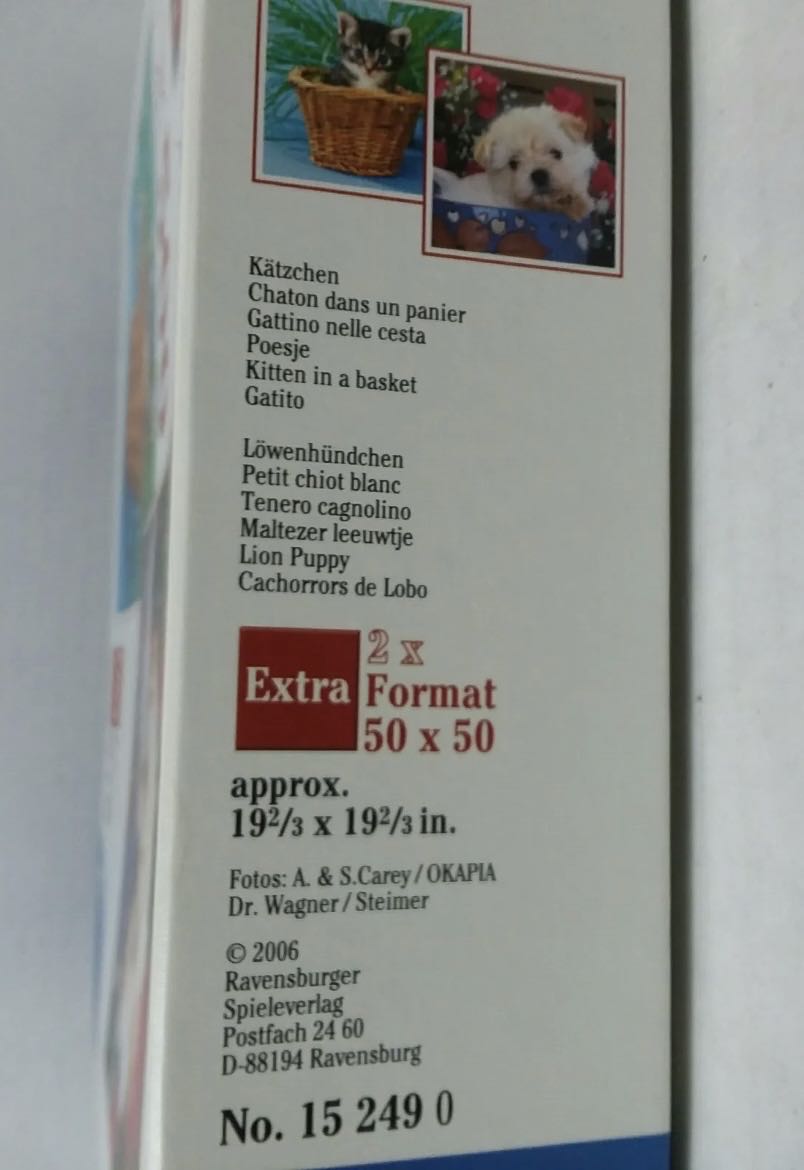 Kätzchen
Chaton dans un panier
Gattino nelle cesta
Poesje
Kitten in a basket
Gatito
Löwenhündchen
Petit chiot blanc
Tenero cagnolino
Maltezer leeuwtje
Lion Puppy
Cachorrors de Lobo
Extra
2 x
Format
50 x 50
approx.
19²/₃ x 19²/₃ in.
Fotos: A. & S.Carey/OKAPIA
Dr. Wagner/Steimer
© 2006
Ravensburger
Spieleverlag
Postfach 24 60
D-88194 Ravensburg
No. 15 249 0